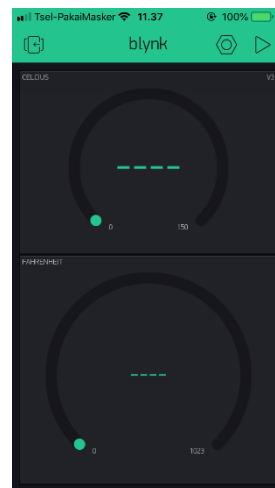 Tsel-PakaiMasker 11.37 100%
blynk
CELCIUS V3
----
0 150
FAHRENHEIT
----
0 1023